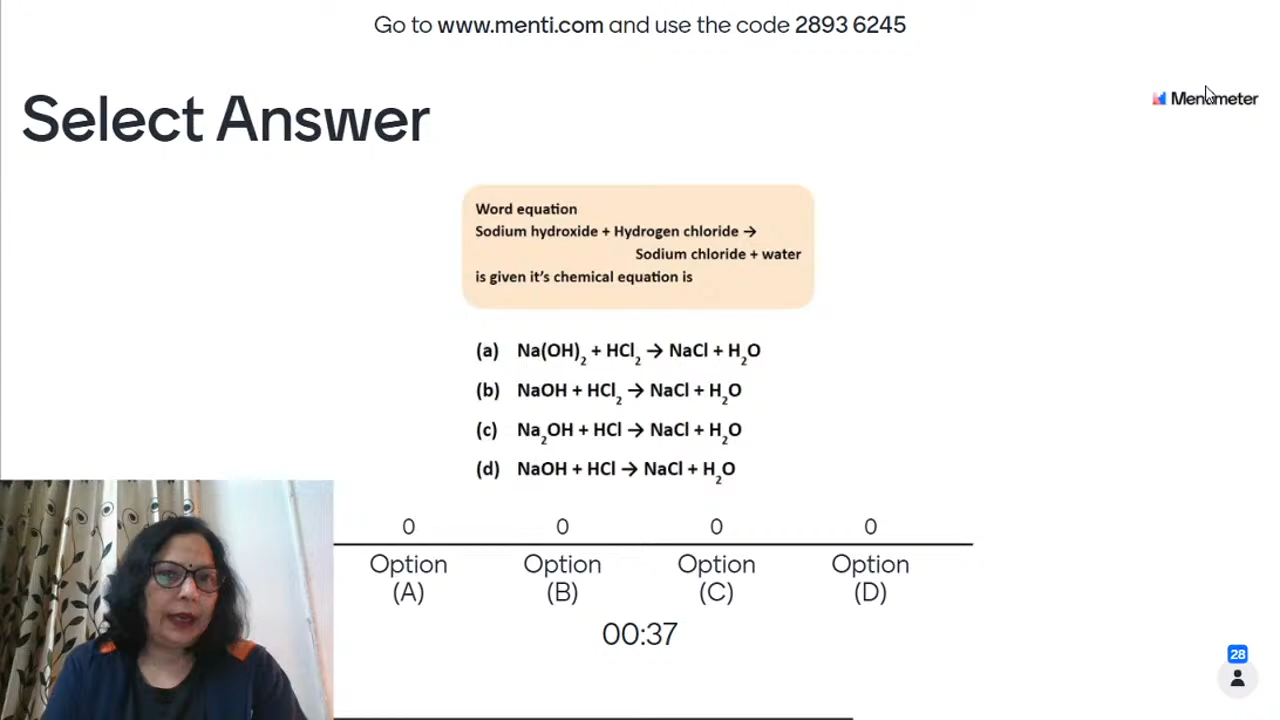 Go to www.menti.com and use the code 2893 6245
Select Answer
Mentimeter
Word equation
Sodium hydroxide + Hydrogen chloride →
Sodium chloride + water
is given it's chemical equation is
(a) Na(OH)₂ + HCl₂ → NaCl + H₂O
(b) NaOH + HCl₂ → NaCl + H₂O
(c) Na₂OH + HCl → NaCl + H₂O
(d) NaOH + HCl → NaCl + H₂O
0 0 0 0
Option Option Option Option
(A) (B) (C) (D)
00:37
28